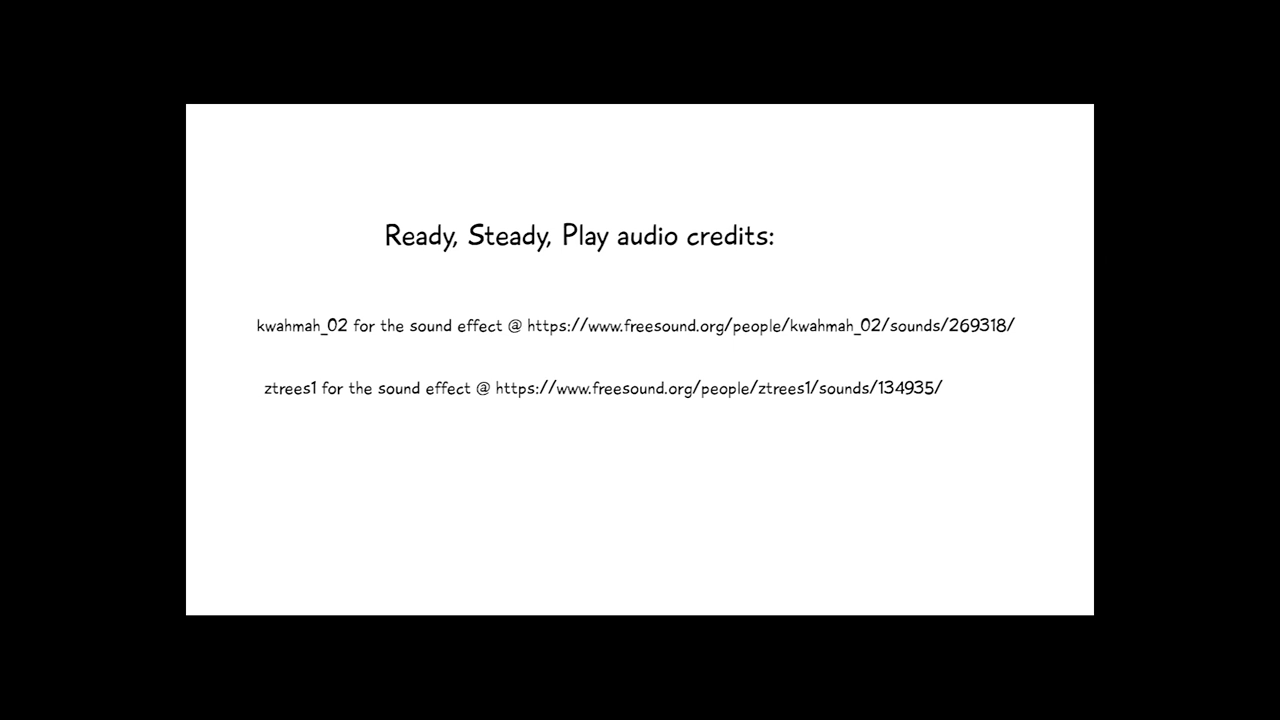 Ready, Steady, Play audio credits:
kwahmah_02 for the sound effect @ https://www.freesound.org/people/kwahmah_02/sounds/269318/
ztrees1 for the sound effect @ https://www.freesound.org/people/ztrees1/sounds/134935/